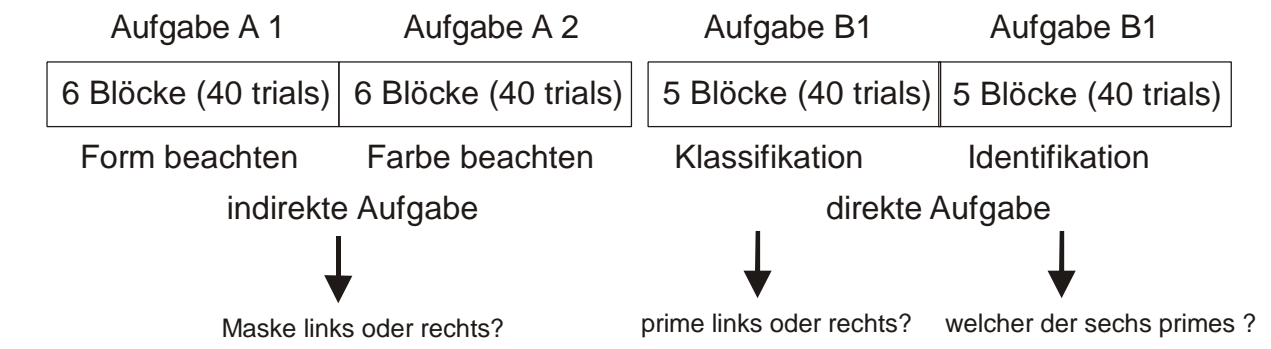 Aufgabe A 1 Aufgabe A 2 Aufgabe B1 Aufgabe B1
6 Blöcke (40 trials) 6 Blöcke (40 trials) 5 Blöcke (40 trials) 5 Blöcke (40 trials)
Form beachten Farbe beachten Klassifikation Identifikation
indirekte Aufgabe direkte Aufgabe
Maske links oder rechts? prime links oder rechts? welcher der sechs primes ?